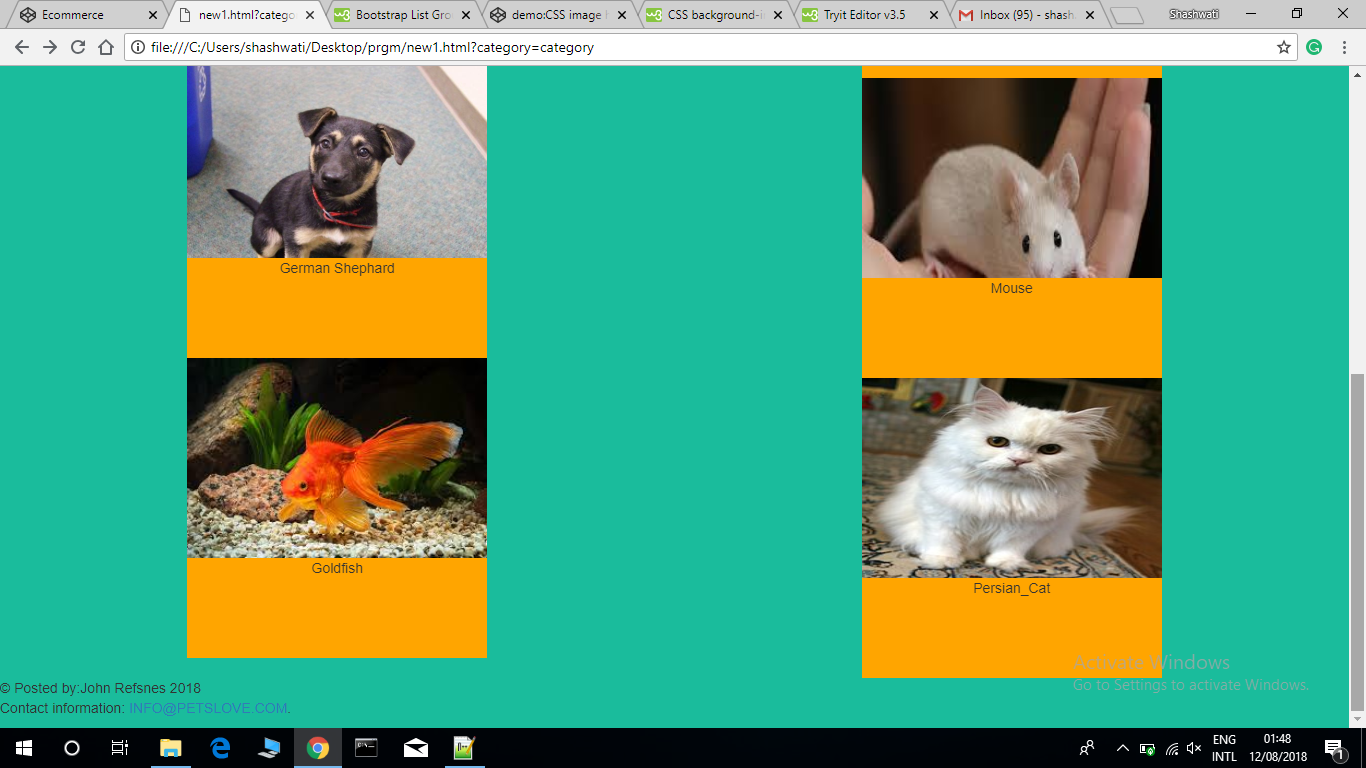 Ecommerce
new1.html?catego
Bootstrap List Gro
demo:CSS image
CSS background-i
Tryit Editor v3.5
Inbox (95) - shash
Shashwati
file:///C:/Users/shashwati/Desktop/prgm/new1.html?category=category
German Shephard
Mouse
Goldfish
Persian_Cat
© Posted by:John Refsnes 2018
Contact information: INFO@PETSLOVE.COM.
Activate Windows
Go to Settings to activate Windows.
ENG
INTL
01:48
12/08/2018
1